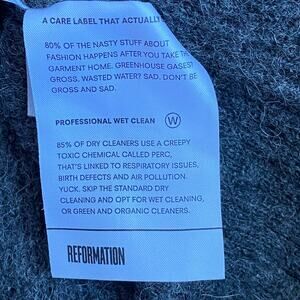 A CARE LABEL THAT ACTUALLY
80% OF THE NASTY STUFF ABOUT
FASHION HAPPENS AFTER YOU TAKE
GARMENT HOME. GREENHOUSE GASES?
GROSS. WASTED WATER? SAD. DON'T BE
GROSS AND SAD.
PROFESSIONAL WET CLEAN W
85% OF DRY CLEANERS USE A CREEPY
TOXIC CHEMICAL CALLED PERC,
THAT'S LINKED TO RESPIRATORY ISSUES,
BIRTH DEFECTS AND AIR POLLUTION.
YUCK. SKIP THE STANDARD DRY
CLEANING AND OPT FOR WET CLEANING,
OR GREEN AND ORGANIC CLEANERS.
REFORMATION